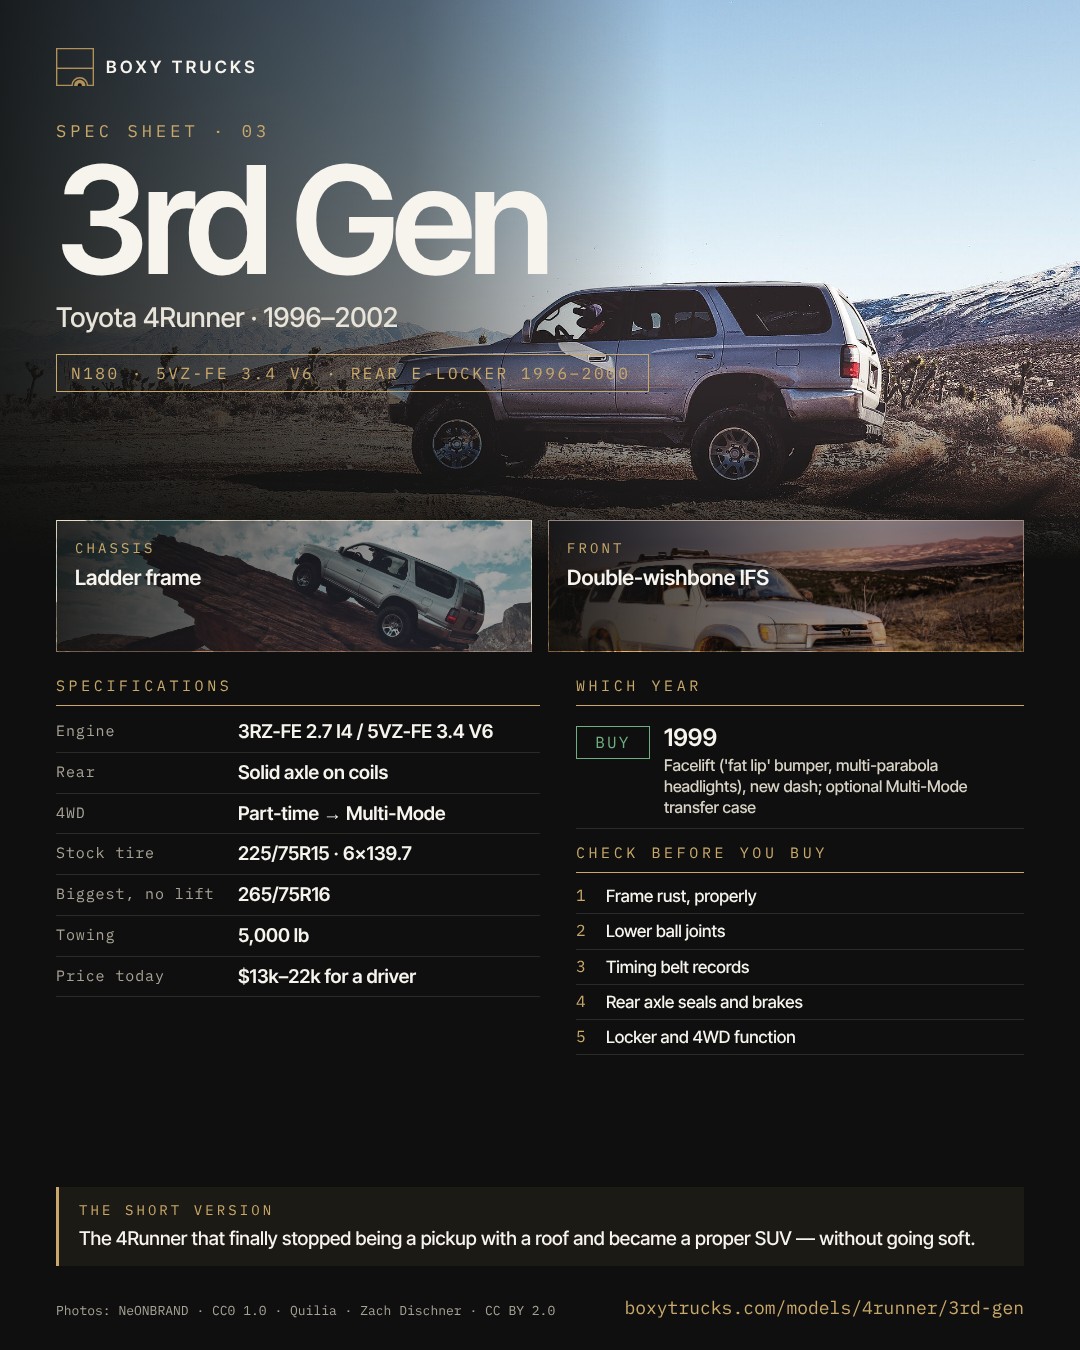 BOXY TRUCKS
SPEC SHEET · 03
3rd Gen
Toyota 4Runner · 1996–2002
N180 · 5VZ-FE 3.4 V6 · REAR E-LOCKER 1996–2000
CHASSIS
Ladder frame
FRONT
Double-wishbone IFS
SPECIFICATIONS
Engine 3RZ-FE 2.7 I4 / 5VZ-FE 3.4 V6
Rear Solid axle on coils
4WD Part-time → Multi-Mode
Stock tire 225/75R15 · 6×139.7
Biggest, no lift 265/75R16
Towing 5,000 lb
Price today $13k–22k for a driver
WHICH YEAR
BUY 1999
Facelift ('fat lip' bumper, multi-parabola
headlights), new dash; optional Multi-Mode
transfer case
CHECK BEFORE YOU BUY
1 Frame rust, properly
2 Lower ball joints
3 Timing belt records
4 Rear axle seals and brakes
5 Locker and 4WD function
THE SHORT VERSION
The 4Runner that finally stopped being a pickup with a roof and became a proper SUV — without going soft.
Photos: NeONBRAND · CC0 1.0 · Quilia · Zach Dischner · CC BY 2.0
boxytrucks.com/models/4runner/3rd-gen